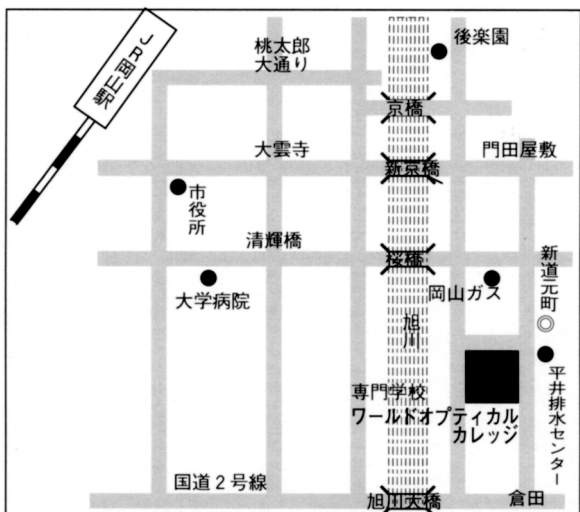 JR岡山駅
桃太郎
大通り
後楽園
京橋
大雲寺
門田屋敷
新京橋
市役所
清輝橋
桜橋
新道元町
大学病院
岡山ガス
旭川
専門学校
ワールドオプティカル
カレッジ
平井排水センター
国道2号線
旭川大橋
倉田